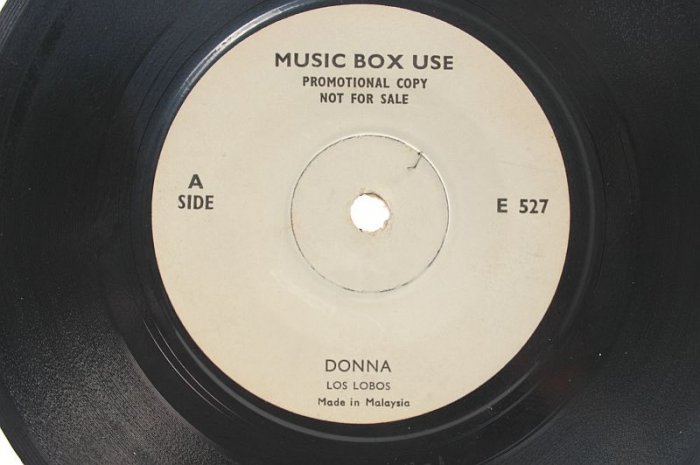 MUSIC BOX USE
PROMOTIONAL COPY
NOT FOR SALE
A
SIDE
E 527
DONNA
LOS LOBOS
Made in Malaysia